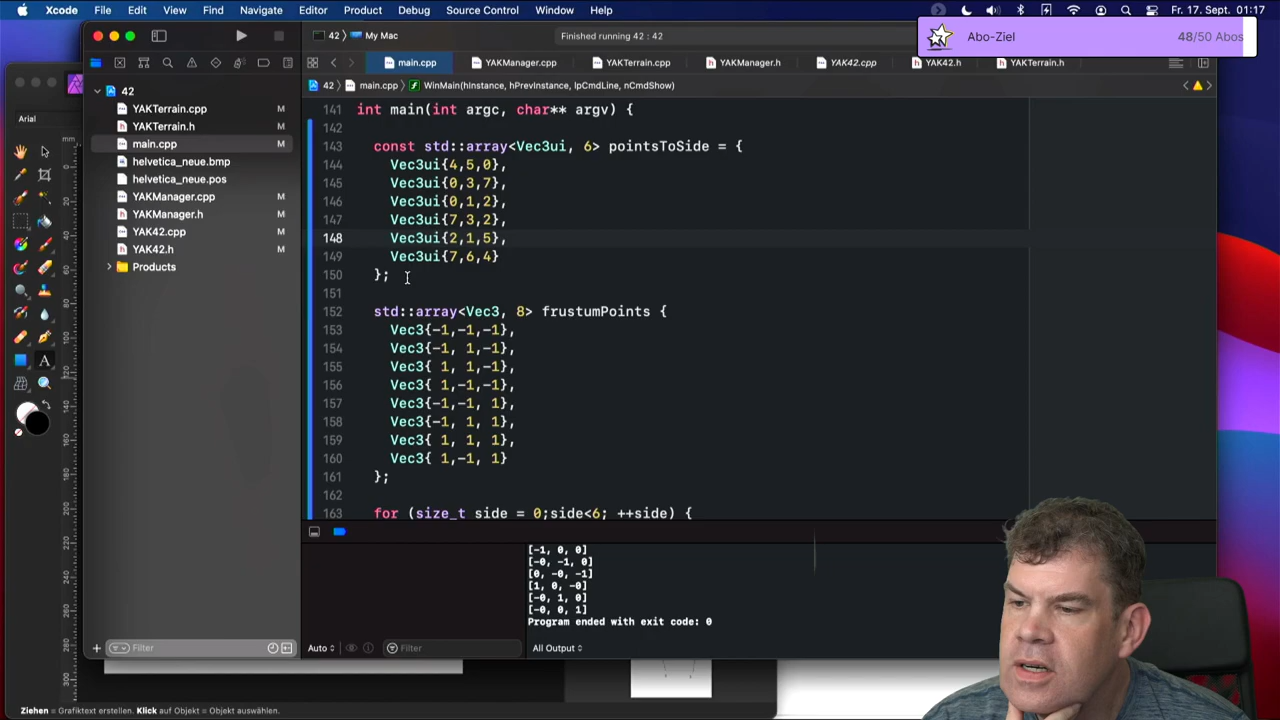 Xcode File Edit View Find Navigate Editor Product Debug Source Control Window Help Fr. 17. Sept. 01:17
Abo-Ziel 48/50 Abos
42 My Mac Finished running 42 : 42
main.cpp YAKManager.cpp YAKTerrain.cpp YAKManager.h YAK42.cpp YAK42.h YAKTerrain.h
42 main.cpp WinMain(hInstance, hPrevInstance, lpCmdLine, nCmdShow)
Arial
mm
42
YAKTerrain.cpp M
YAKTerrain.h M
main.cpp M
helvetica_neue.bmp M
helvetica_neue.pos M
YAKManager.cpp M
YAKManager.h M
YAK42.cpp M
YAK42.h M
Products
141 int main(int argc, char** argv) {
142
143 const std::array<Vec3ui, 6> pointsToSide = {
144 Vec3ui{4,5,0},
145 Vec3ui{0,3,7},
146 Vec3ui{0,1,2},
147 Vec3ui{7,3,2},
148 Vec3ui{2,1,5},
149 Vec3ui{7,6,4}
150 };
151
152 std::array<Vec3, 8> frustumPoints {
153 Vec3{-1,-1,-1},
154 Vec3{-1, 1,-1},
155 Vec3{ 1, 1,-1},
156 Vec3{ 1,-1,-1},
157 Vec3{-1,-1, 1},
158 Vec3{-1, 1, 1},
159 Vec3{ 1, 1, 1},
160 Vec3{ 1,-1, 1}
161 };
162
163 for (size_t side = 0;side<6; ++side) {
[-1, 0, 0]
[-0, -1, 0]
[0, -0, -1]
[1, 0, -0]
[-0, 1, 0]
[-0, 0, 1]
Program ended with exit code: 0
Filter Auto Filter All Output
Ziehen = Grafiktext erstellen. Klick auf Objekt = Objekt auswählen.